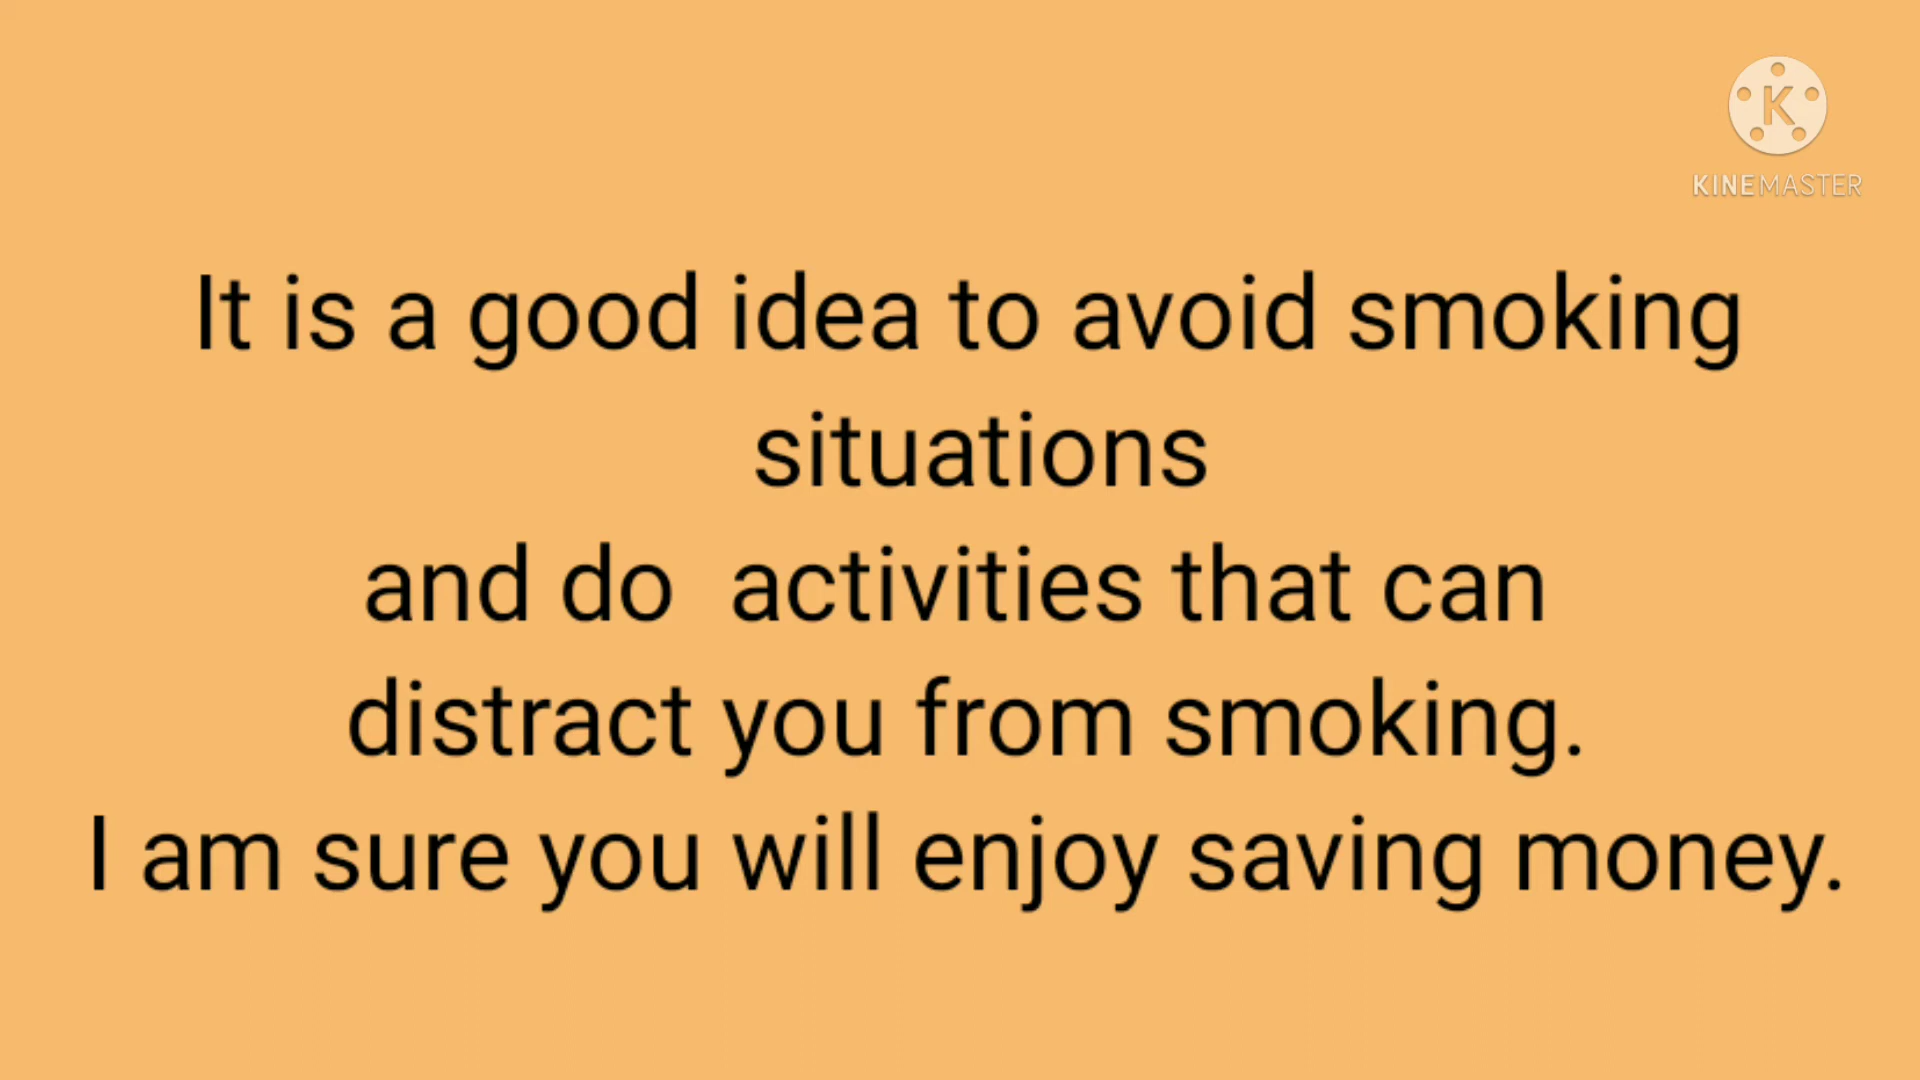 K
KINEMASTER
It is a good idea to avoid smoking
situations
and do  activities that can
distract you from smoking.
I am sure you will enjoy saving money.